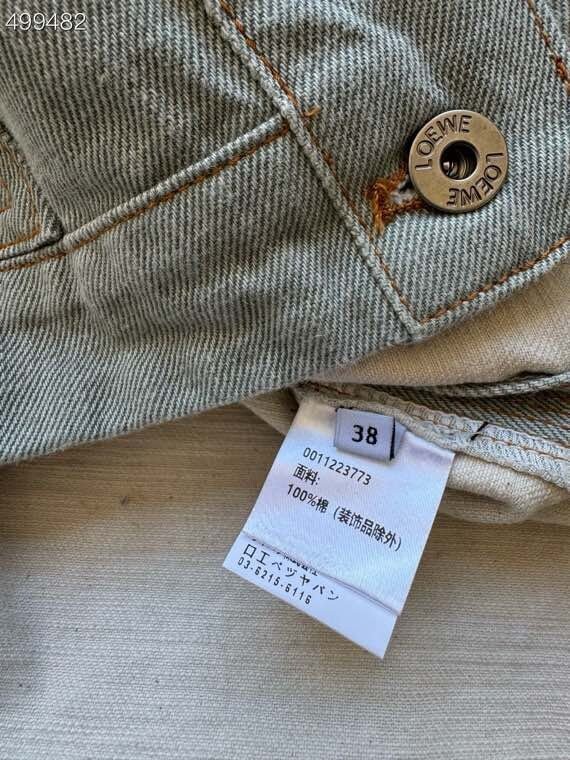 499482
LOEWE
LOEWE
38
0011223773
面料:
100%棉 (装饰品除外)
ロエベジャパン
03-6215-6116